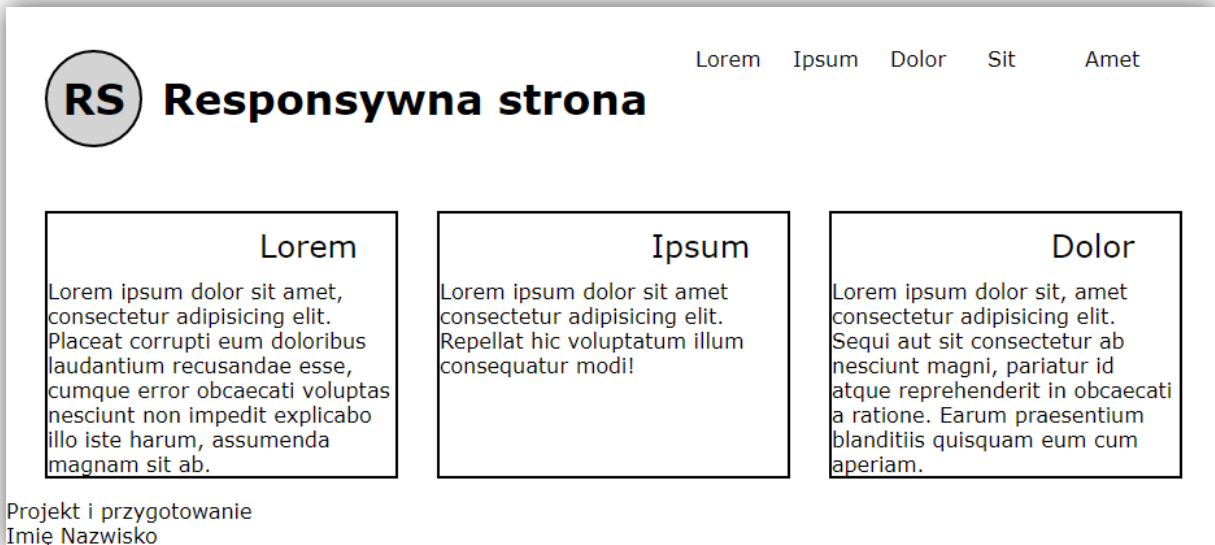 RS Responsywna strona
Lorem Ipsum Dolor Sit Amet
Lorem
Lorem ipsum dolor sit amet,
consectetur adipisicing elit.
Placeat corrupti eum doloribus
laudantium recusandae esse,
cumque error obcaecati voluptas
nesciunt non impedit explicabo
illo iste harum, assumenda
magnam sit ab.
Ipsum
Lorem ipsum dolor sit amet
consectetur adipisicing elit.
Repellat hic voluptatum illum
consequatur modi!
Dolor
Lorem ipsum dolor sit, amet
consectetur adipisicing elit.
Sequi aut sit consectetur ab
nesciunt magni, pariatur id
atque reprehenderit in obcaecati
a ratione. Earum praesentium
blanditiis quisquam eum cum
aperiam.
Projekt i przygotowanie
Imię Nazwisko